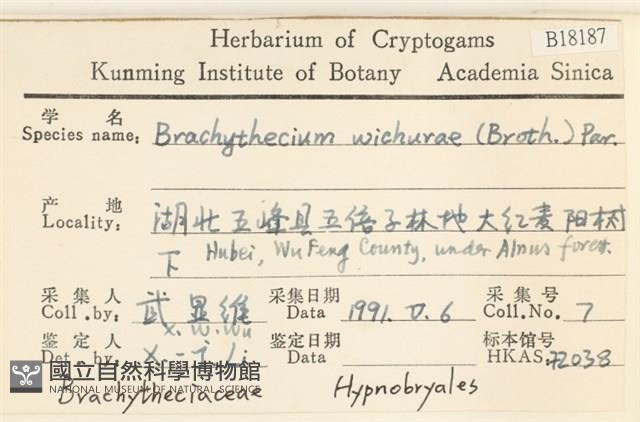 B18187
Herbarium of Cryptogams
Kunming Institute of Botany Academia Sinica
学 名
Species name: Brachythecium wichurae (Broth.) Par.
产 地
Locality: 湖北五峰县五倍子林地大红麦阳树
下 Hubei, WuFeng County, under Alnus forest.
采集人 采集日期 采集号
Coll. by: 武显维 Data 1991.V.6 Coll.No. 7
X. W. Wu
鉴定人 鉴定日期 标本馆号
Det. by: Data HKAS. 72038
國立自然科學博物館
NATIONAL MUSEUM OF NATURAL SCIENCE
Brachytheciaceae Hypnobryales